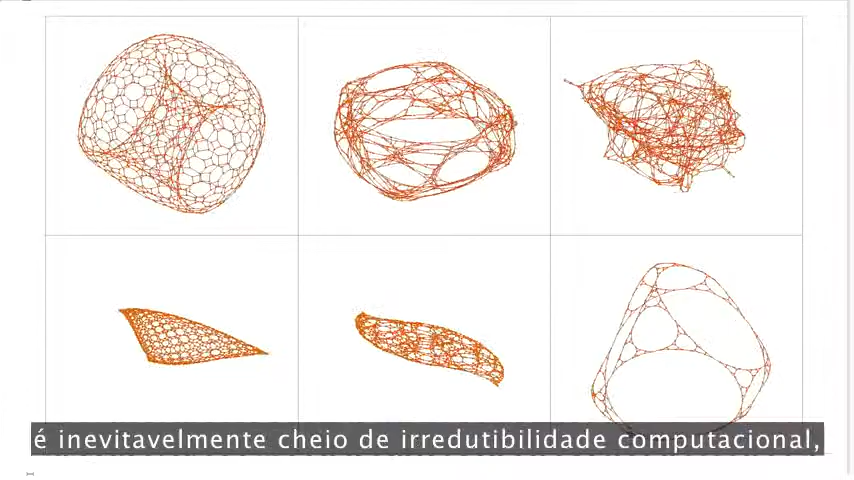 é inevitavelmente cheio de irredutibilidade computacional,